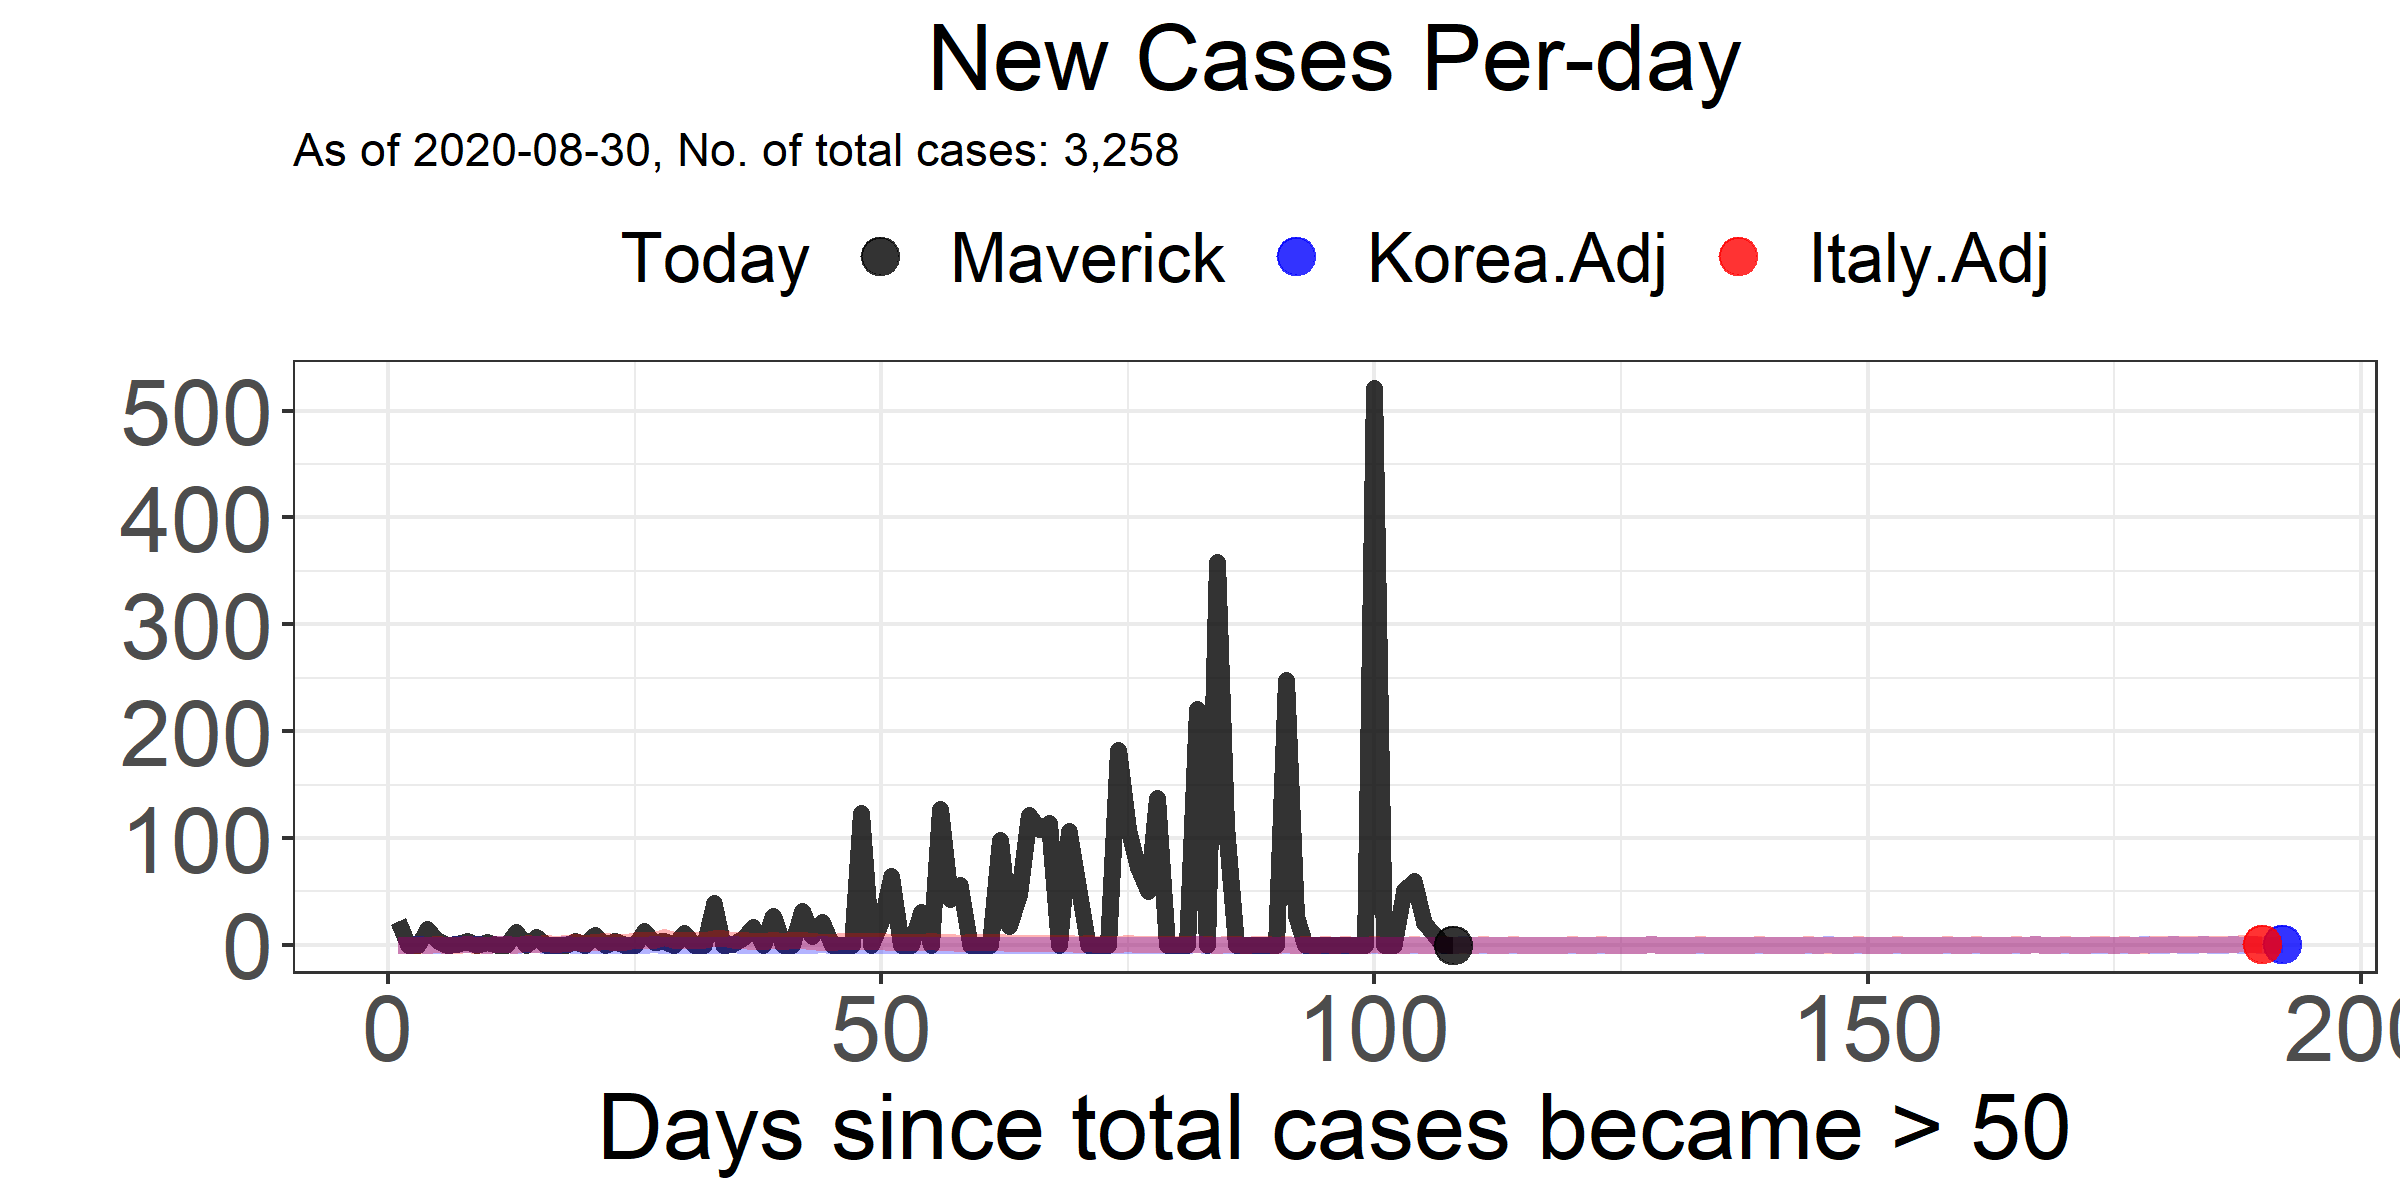 New Cases Per-day
As of 2020-08-30, No. of total cases: 3,258
Today Maverick Korea.Adj Italy.Adj
500
400
300
200
100
0
0 50 100 150 200
Days since total cases became > 50